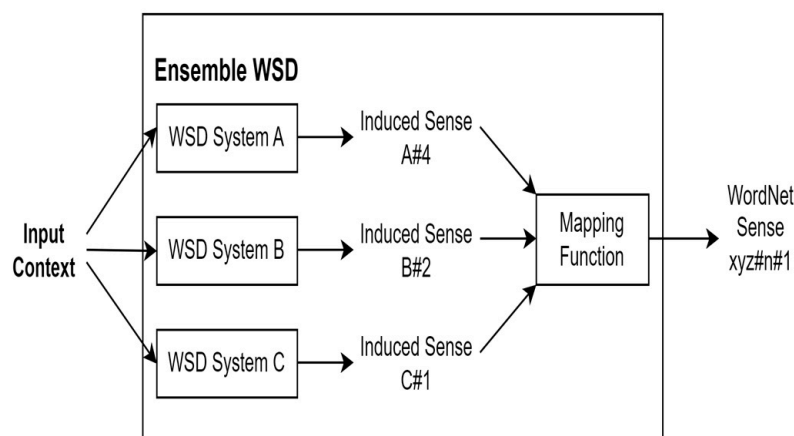 Ensemble WSD
WSD System A
Induced Sense
A#4
Input
Context
WSD System B
Induced Sense
B#2
Mapping
Function
WordNet
Sense
xyz#n#1
WSD System C
Induced Sense
C#1